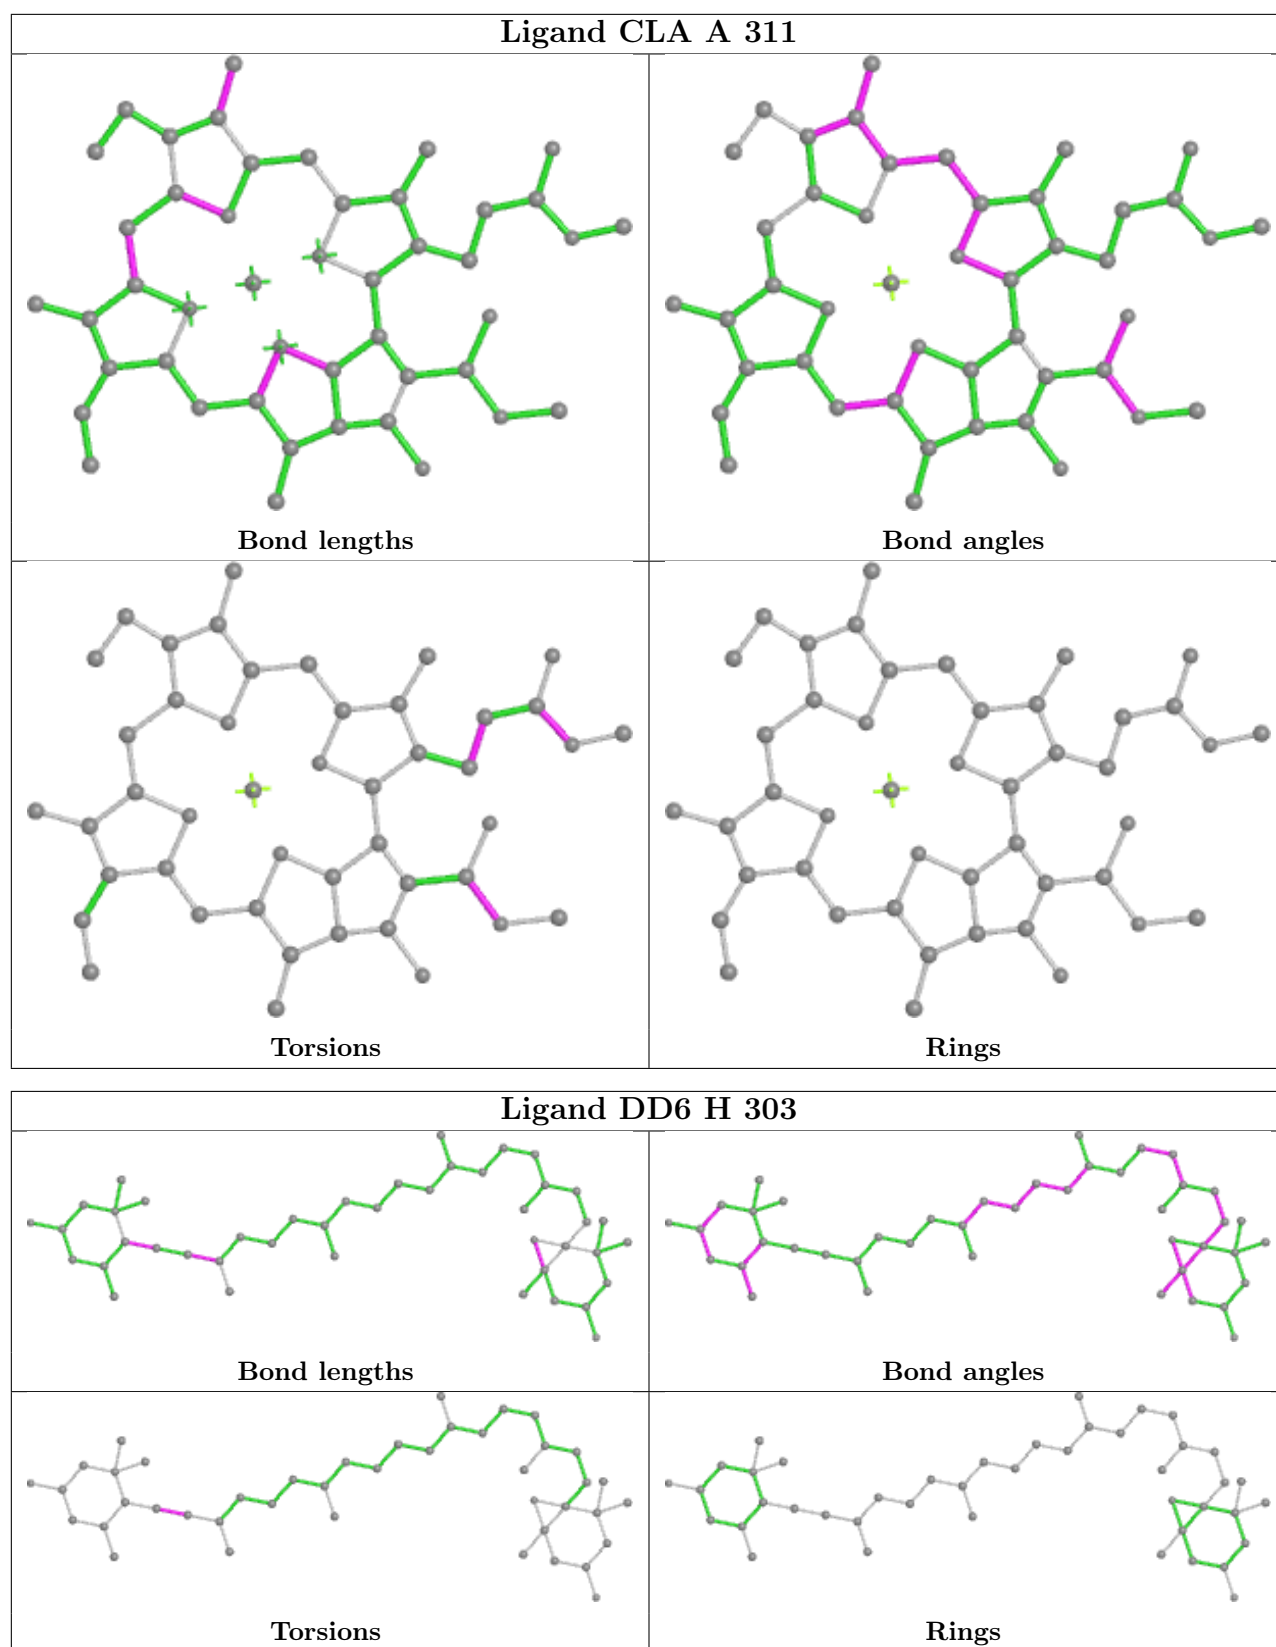 Ligand CLA A 311
Bond lengths
Bond angles
Torsions
Rings
Ligand DD6 H 303
Bond lengths
Bond angles
Torsions
Rings